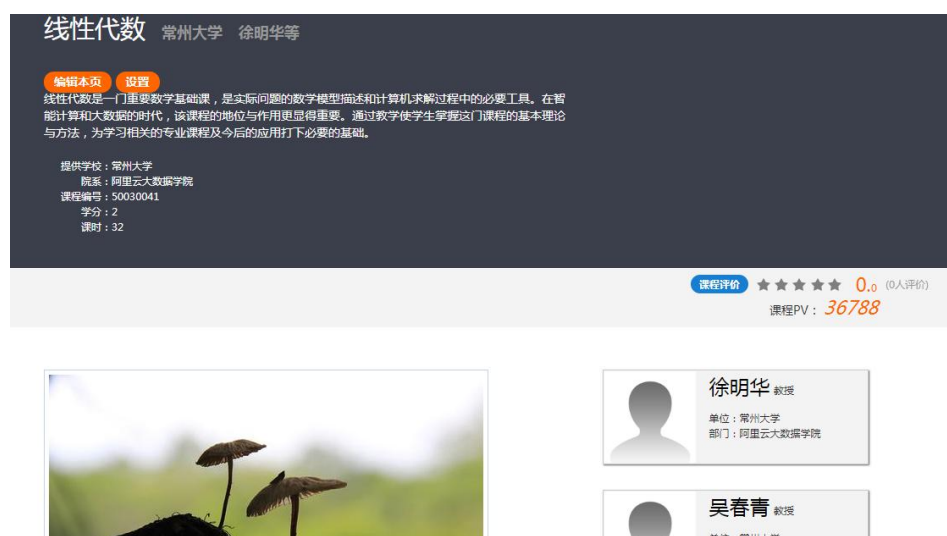 线性代数 常州大学 徐明华等
编辑本页 设置
线性代数是一门重要数学基础课，是实际问题的数学模型描述和计算机求解过程中的必要工具。在智
能计算和大数据的时代，该课程的地位与作用更显得重要。通过教学使学生掌握这门课程的基本理论
与方法，为学习相关的专业课程及今后的应用打下必要的基础。
提供学校：常州大学
院系：阿里云大数据学院
课程编号：50030041
学分：2
课时：32
课程评价 0.0 (0人评价)
课程PV：36788
徐明华 教授
单位：常州大学
部门：阿里云大数据学院
吴春青 教授